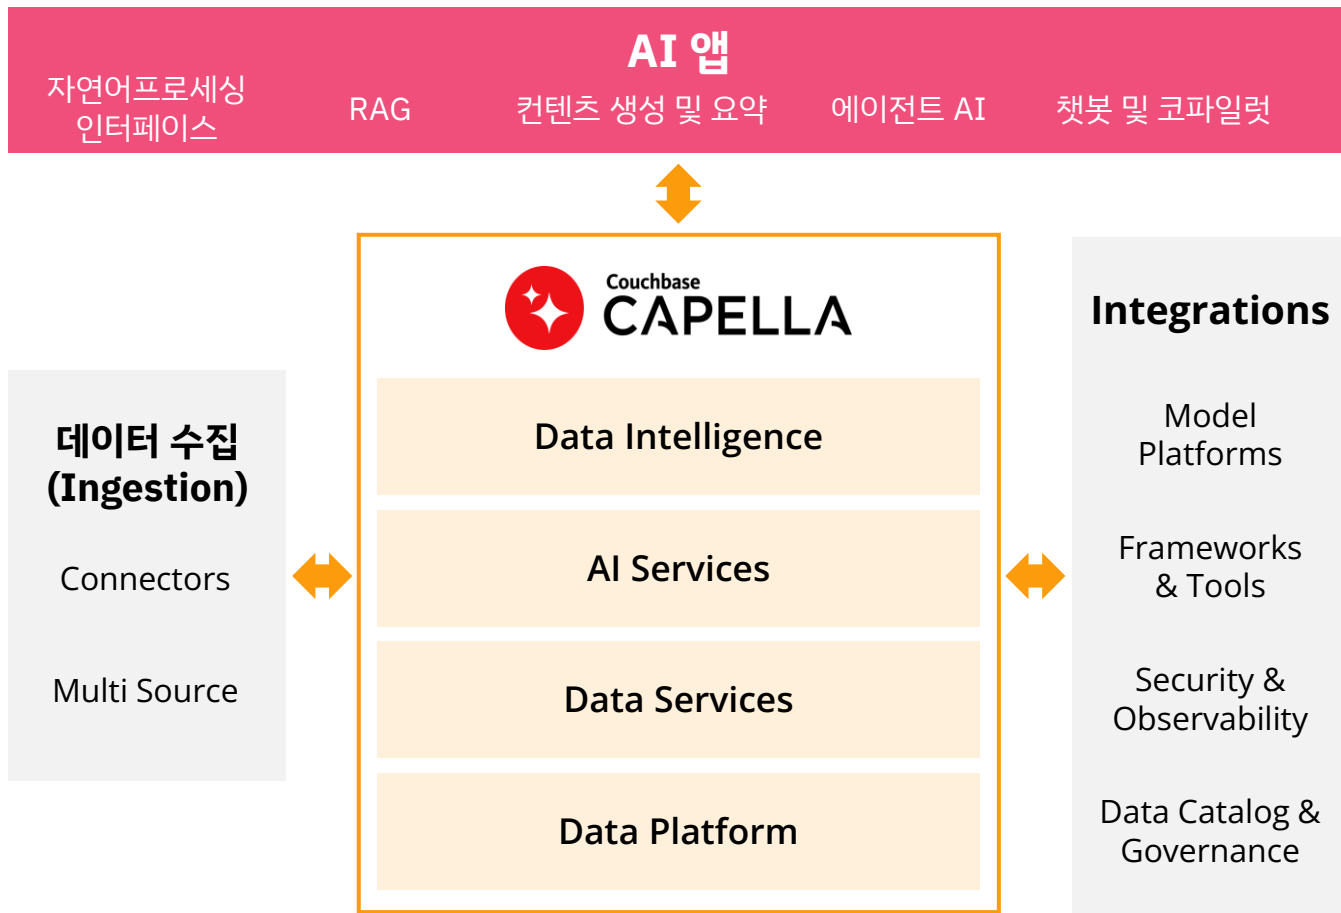 AI 앱
자연어프로세싱
인터페이스
RAG
컨텐츠 생성 및 요약
에이전트 AI
챗봇 및 코파일럿
데이터 수집
(Ingestion)
Connectors
Multi Source
Couchbase
CAPELLA
Data Intelligence
AI Services
Data Services
Data Platform
Integrations
Model
Platforms
Frameworks
& Tools
Security &
Observability
Data Catalog &
Governance